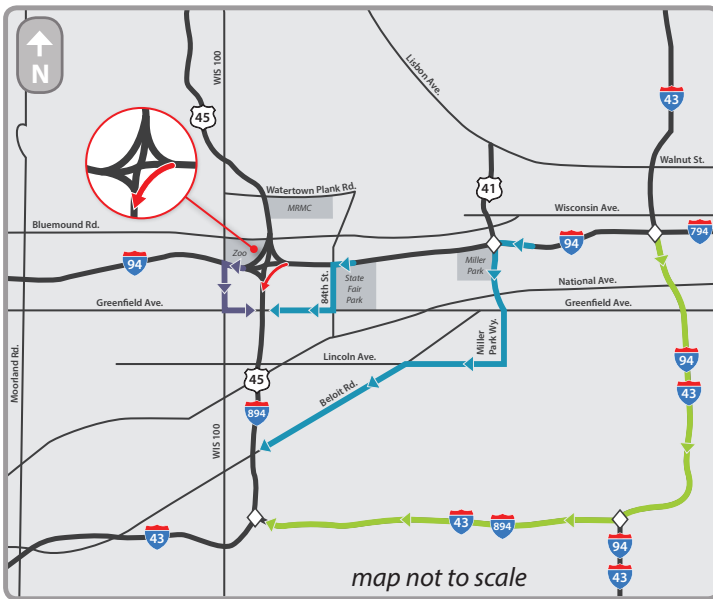 N
WIS 100
Lisbon Ave.
43
45
Walnut St.
41
Watertown Plank Rd.
MRMC
Wisconsin Ave.
Bluemound Rd.
794
94
94
Zoo
Miller
Park
84th St.
State
Fair
Park
National Ave.
Greenfield Ave.
Greenfield Ave.
Moorland Rd.
Miller
Park Wy.
Lincoln Ave.
94
45
43
Beloit Rd.
894
WIS 100
43
43
894
94
43
map not to scale